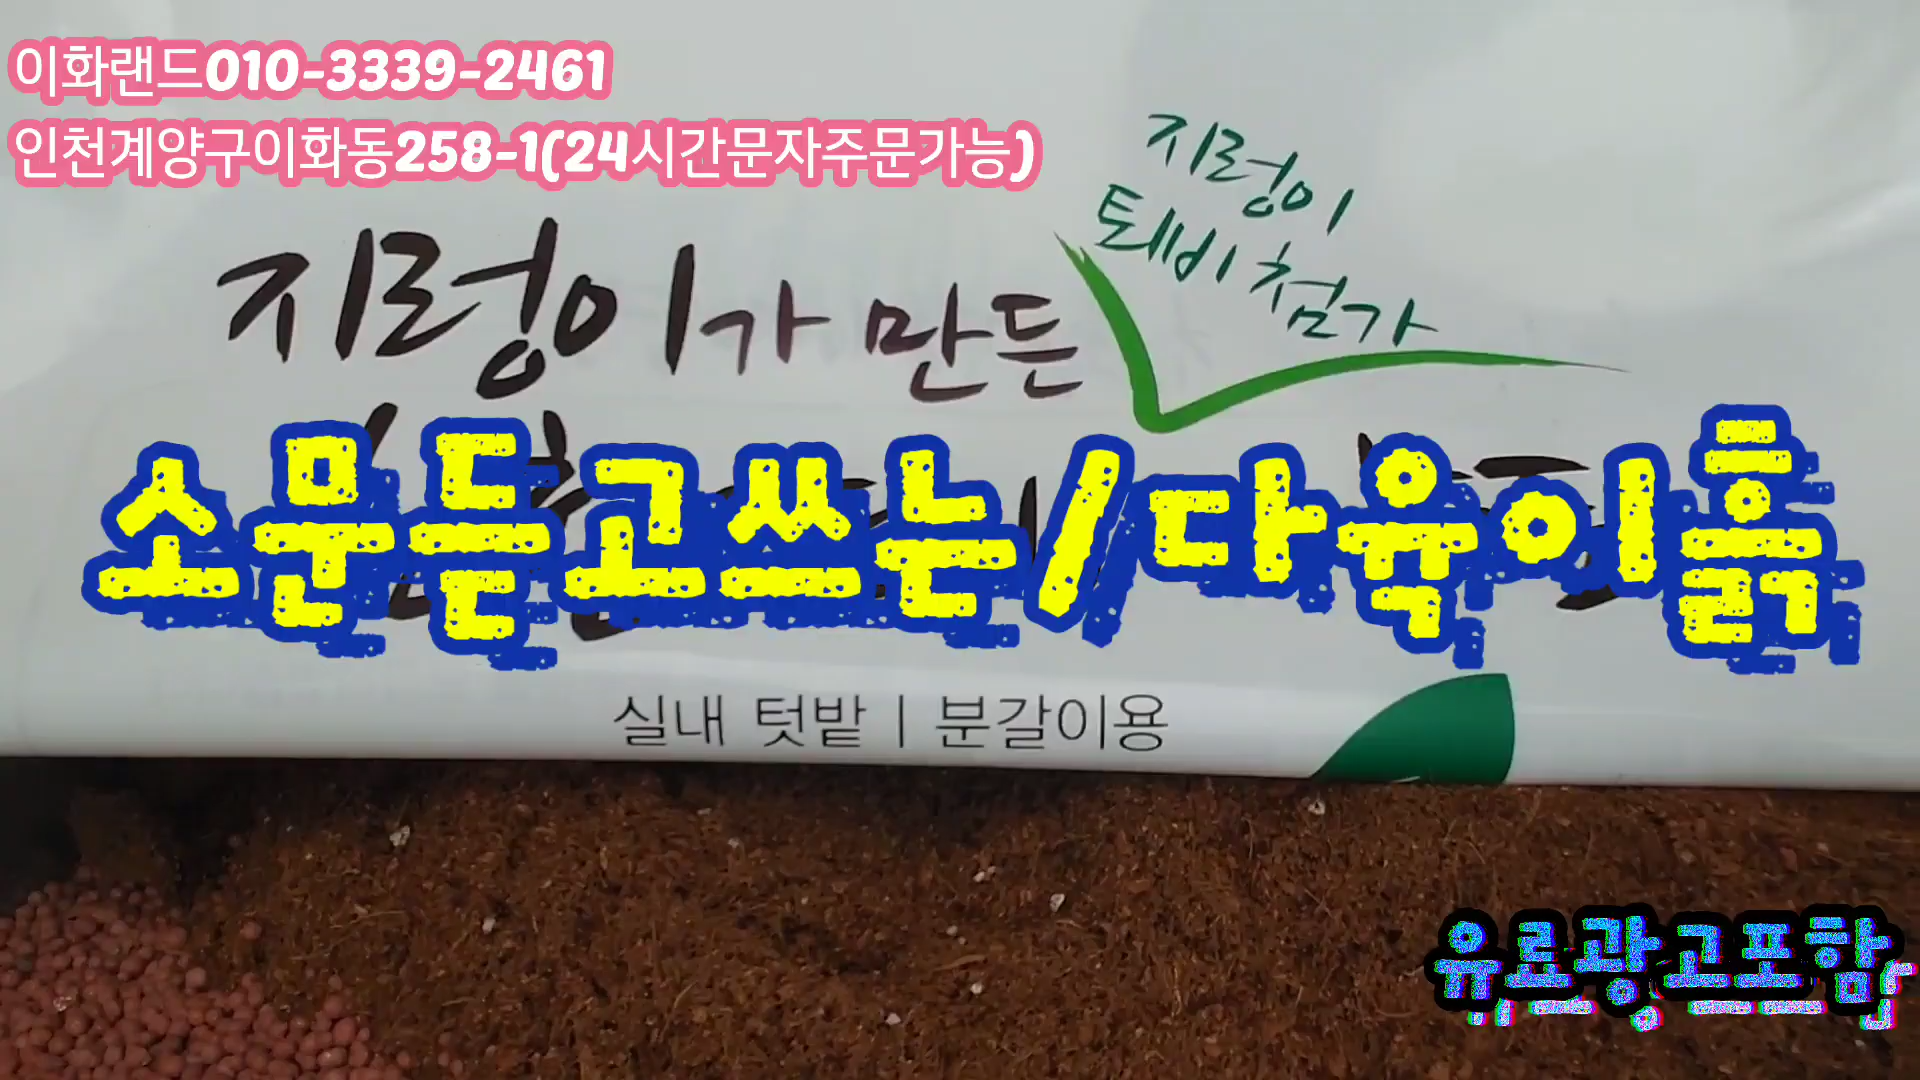 이화랜드010-3339-2461
인천계양구이화동258-1(24시간문자주문가능)
지렁이
퇴비 첨가
지렁이가 만든
소문듣고쓰는/다육이흙
실내 텃밭 | 분갈이용
유료광고포함